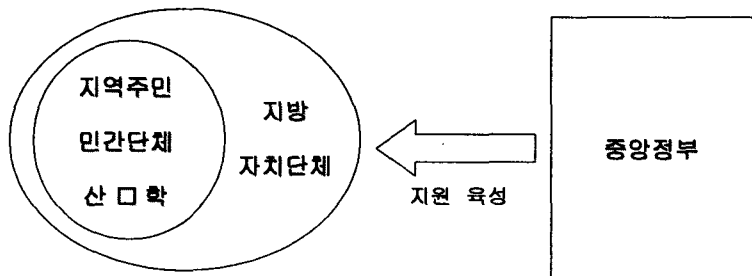 지역주민
민간단체
산 □ 학
지방
자치단체
지원 육성
중앙정부